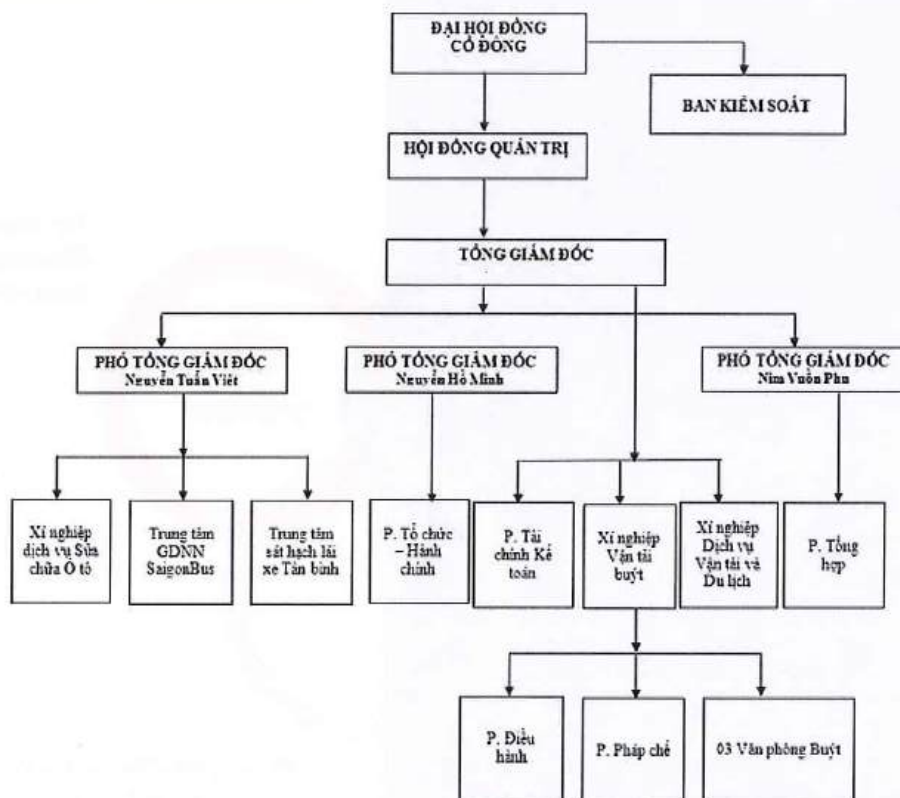 ĐẠI HỘI ĐỒNG
CỔ ĐÔNG
BAN KIỂM SOÁT
HỘI ĐỒNG QUẢN TRỊ
TỔNG GIÁM ĐỐC
PHÓ TỔNG GIÁM ĐỐC
Nguyễn Tuấn Việt
PHÓ TỔNG GIÁM ĐỐC
Nguyễn Hồ Minh
PHÓ TỔNG GIÁM ĐỐC
Nim Vuồn Phu
Xí nghiệp
dịch vụ Sửa
chữa Ô tô
Trung tâm
GDNN
SaigonBus
Trung tâm
sát hạch lái
xe Tân bình
P. Tổ chức
– Hành
chính
P. Tài
chính Kế
toán
Xí nghiệp
Vận tải
buýt
Xí nghiệp
Dịch vụ
Vận tải và
Du lịch
P. Tổng
hợp
P. Điều
hành
P. Pháp chế
03 Văn phòng Buýt